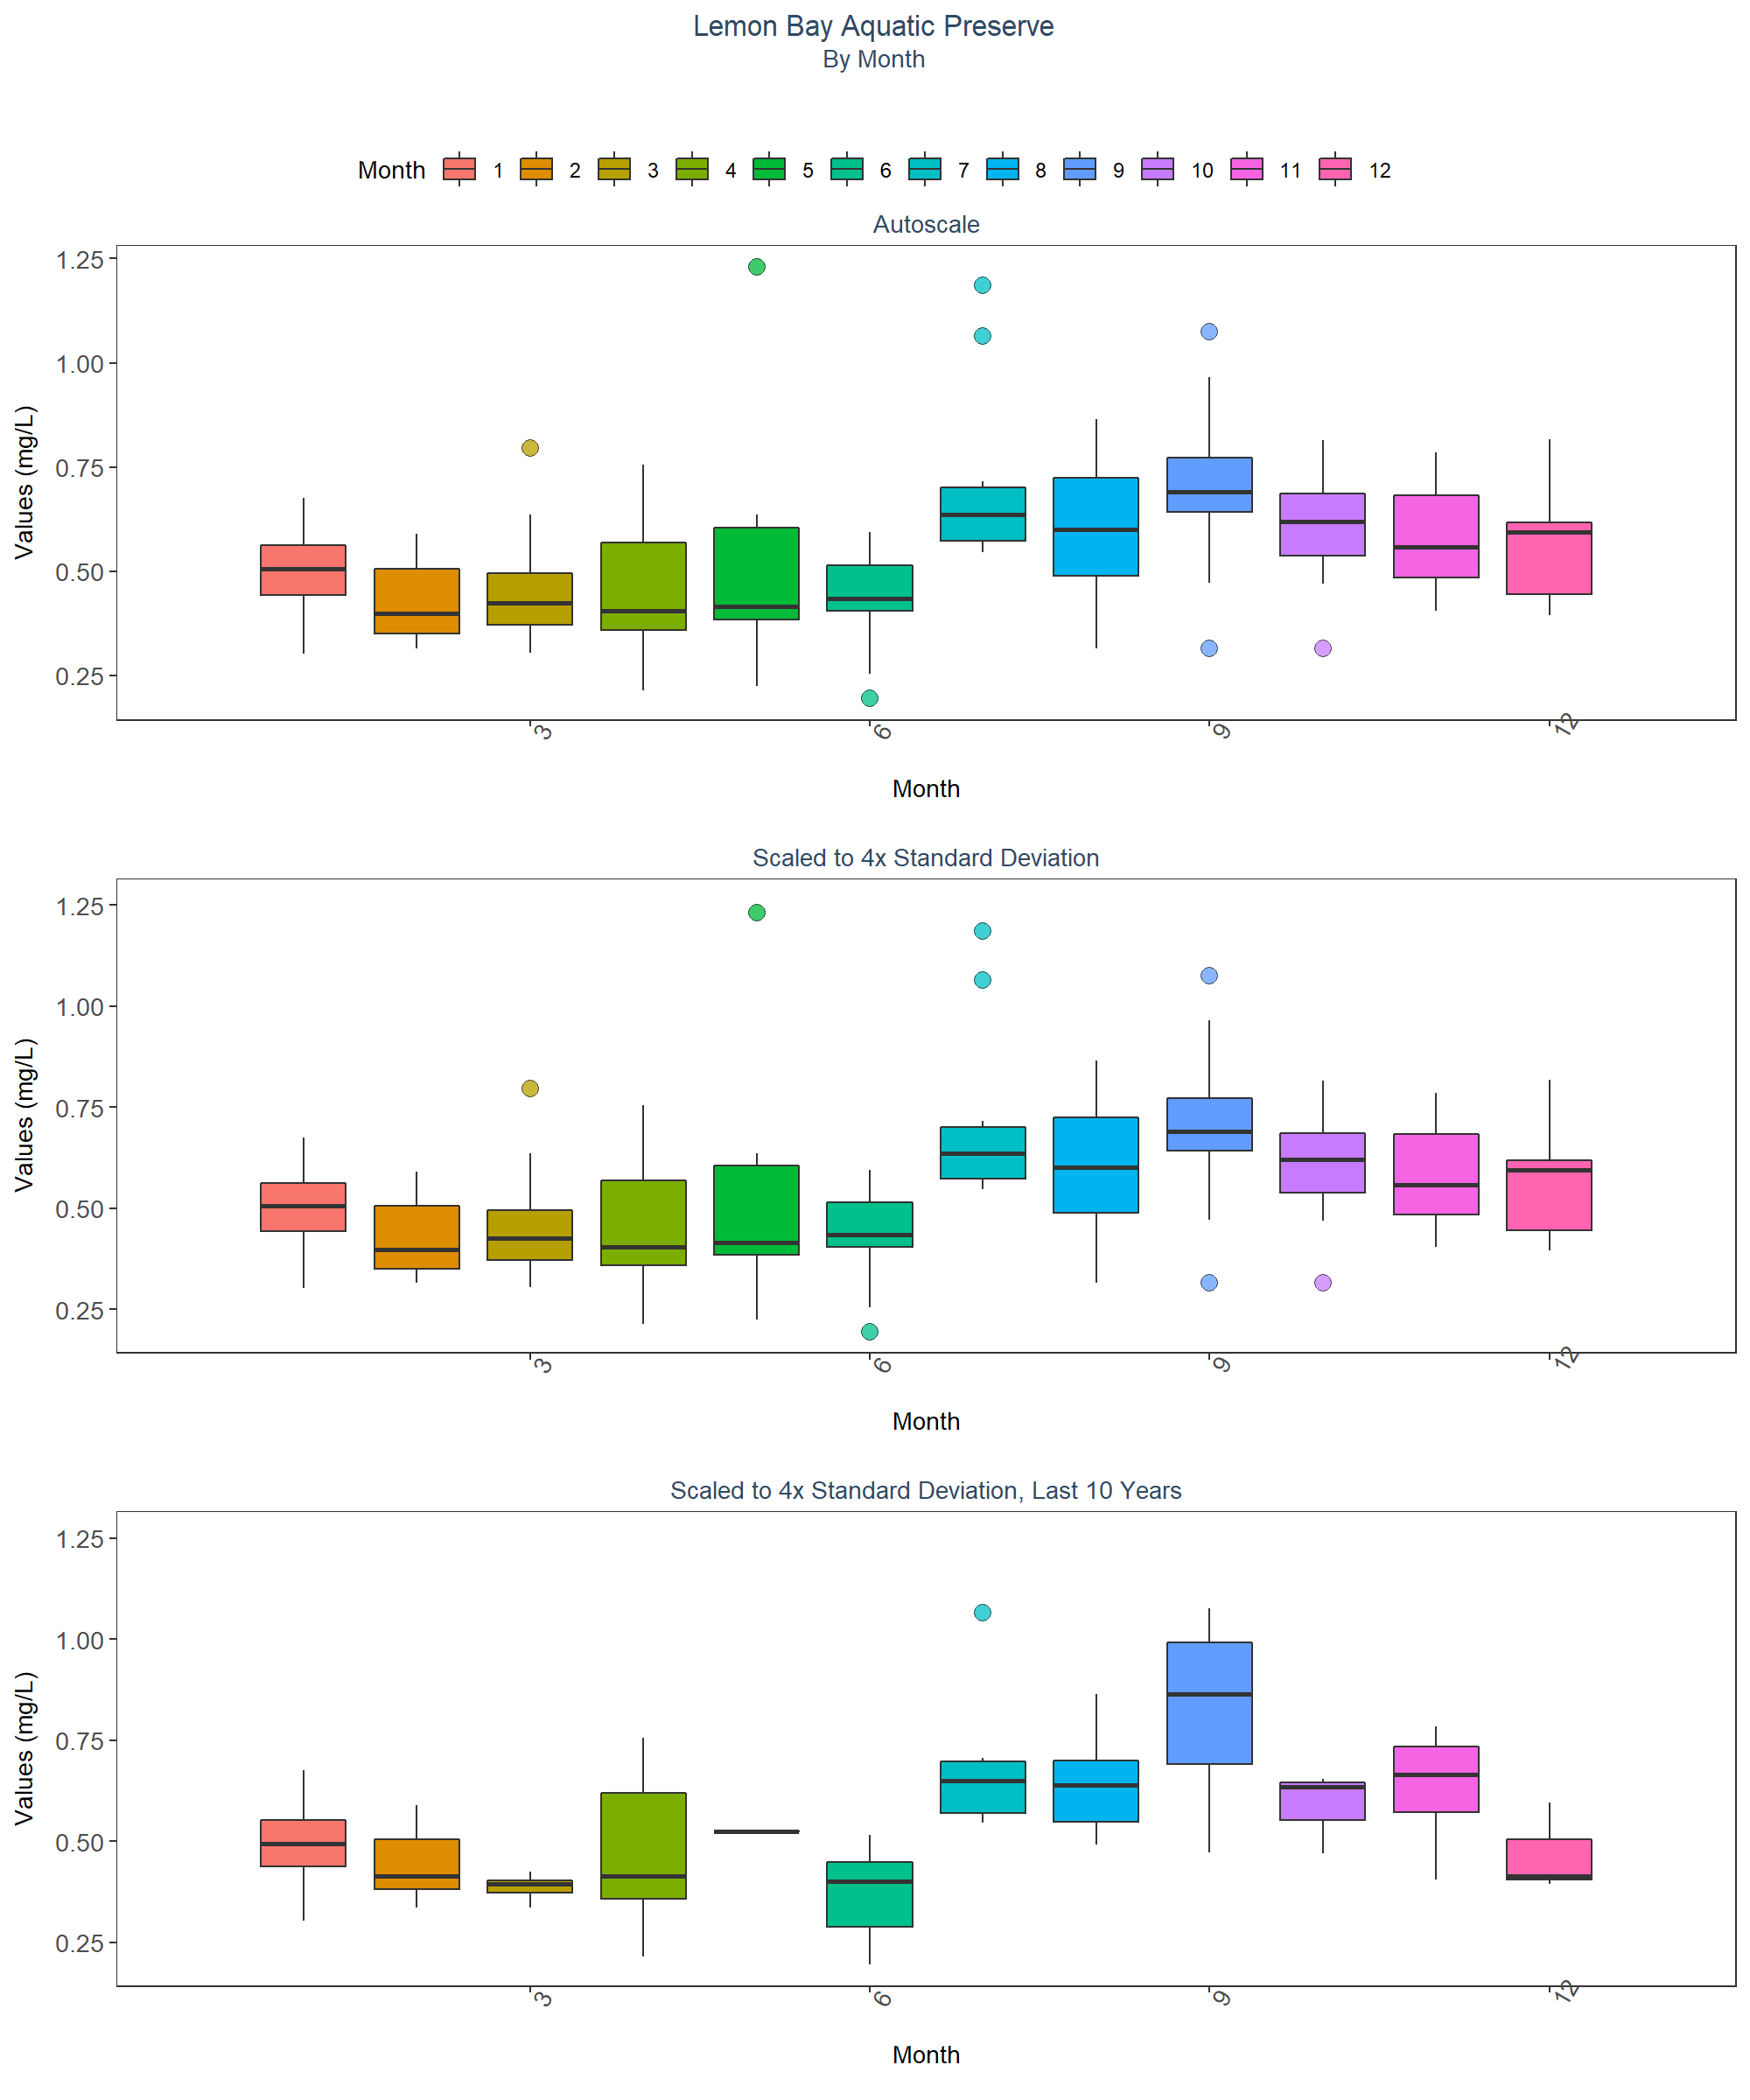 Lemon Bay Aquatic Preserve
By Month
Month 1 2 3 4 5 6 7 8 9 10 11 12
Autoscale
1.25
1.00
0.75
0.50
0.25
Values (mg/L)
3 6 9 12
Month
Scaled to 4x Standard Deviation
1.25
1.00
0.75
0.50
0.25
Values (mg/L)
3 6 9 12
Month
Scaled to 4x Standard Deviation, Last 10 Years
1.25
1.00
0.75
0.50
0.25
Values (mg/L)
3 6 9 12
Month